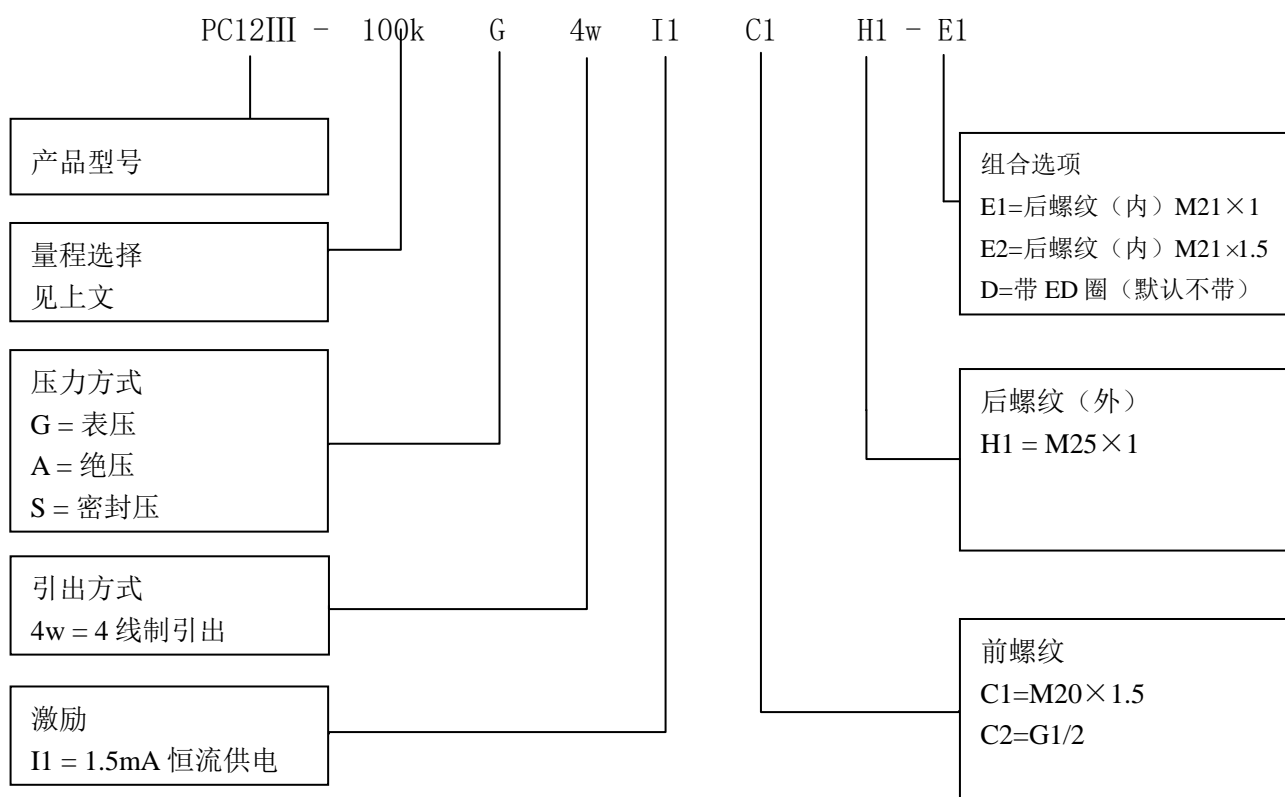 PC12Ⅲ - 100k G 4w I1 C1 H1 - E1
产品型号
量程选择
见上文
压力方式
G = 表压
A = 绝压
S = 密封压
引出方式
4w = 4 线制引出
激励
I1 = 1.5mA 恒流供电
组合选项
E1=后螺纹（内）M21×1
E2=后螺纹（内）M21×1.5
D=带 ED 圈（默认不带）
后螺纹（外）
H1 = M25×1
前螺纹
C1=M20×1.5
C2=G1/2